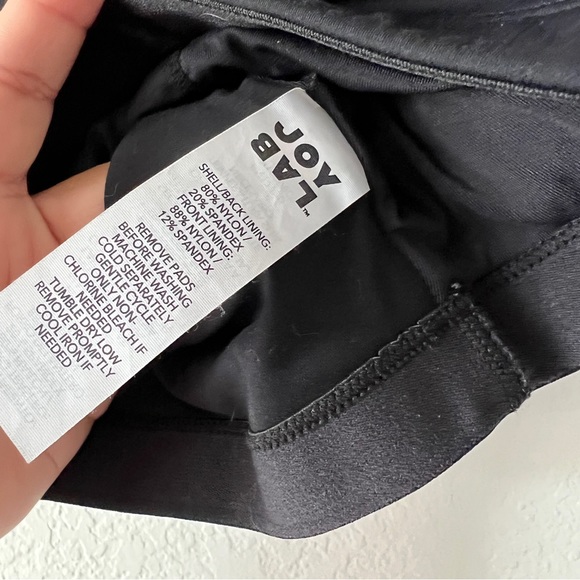 JOY
LAB™
SHELL/BACK LINING:
80% NYLON/
20% SPANDEX
FRONT LINING:
88% NYLON/
12% SPANDEX
REMOVE PADS
BEFORE WASHING
MACHINE WASH
COLD SEPARATELY
GENTLE CYCLE
ONLY NON-
CHLORINE BLEACH IF
NEEDED
TUMBLE DRY LOW
REMOVE PROMPTLY
COOL IRON IF
NEEDED